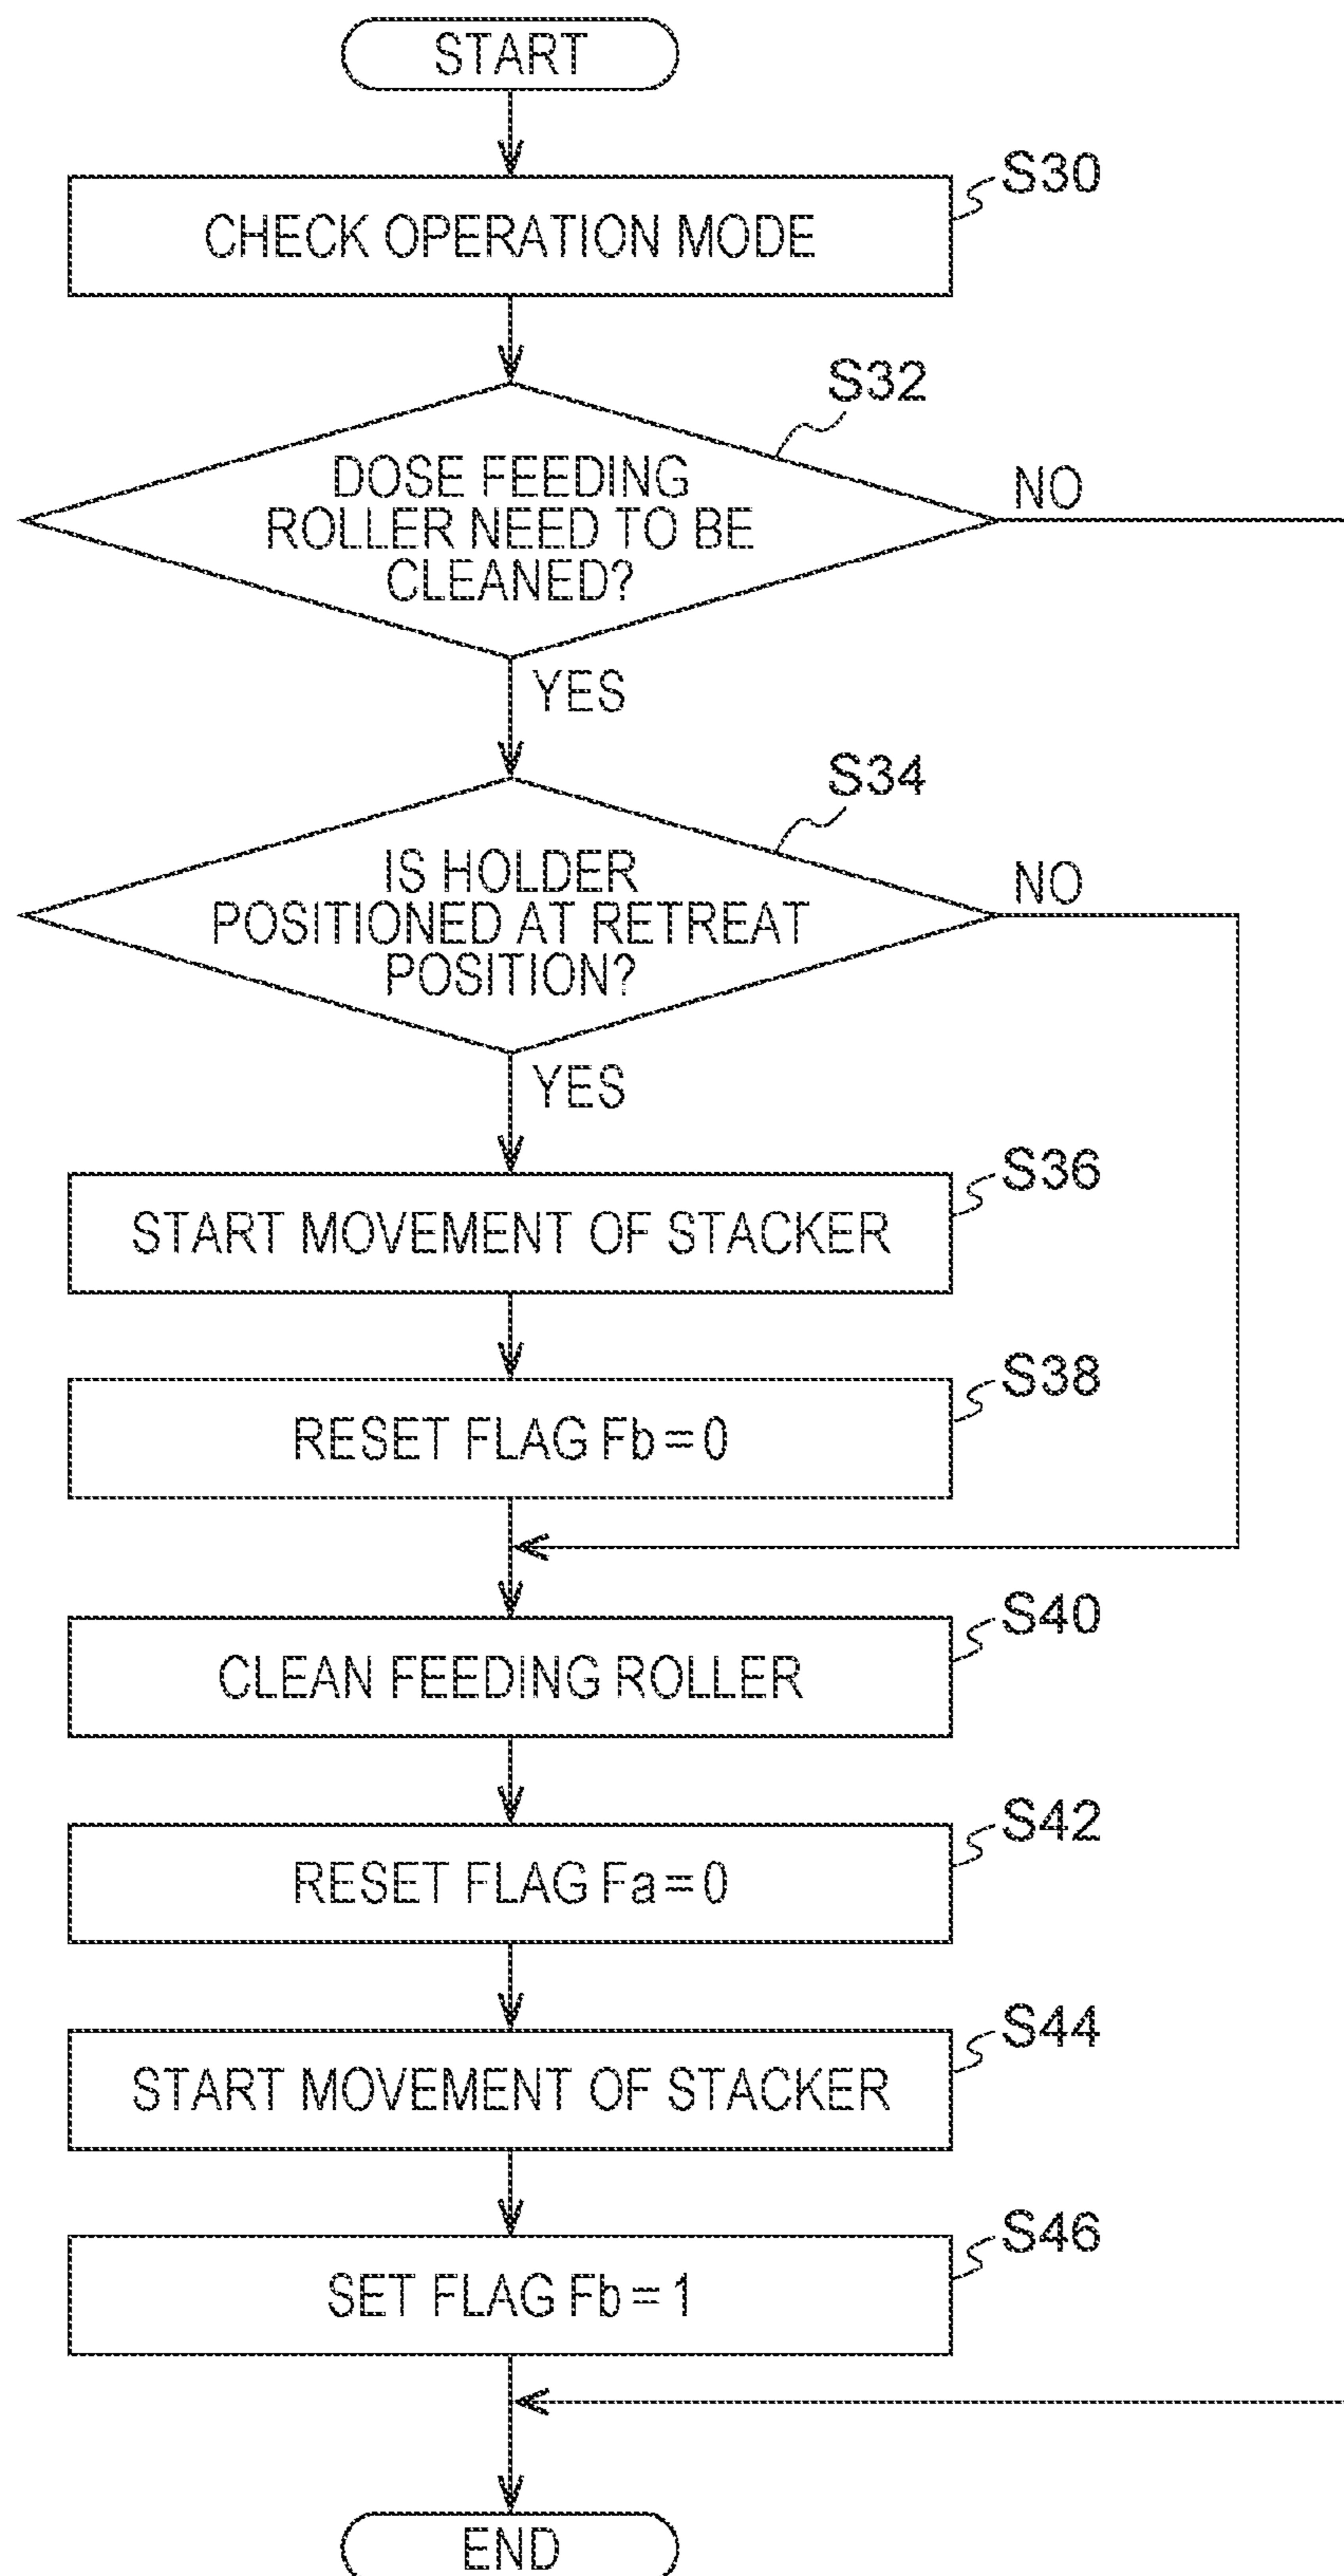 START
S30
CHECK OPERATION MODE
S32
DOSE FEEDING
ROLLER NEED TO BE
CLEANED?
NO
YES
S34
IS HOLDER
POSITIONED AT RETREAT
POSITION?
NO
YES
S36
START MOVEMENT OF STACKER
S38
RESET FLAG Fb = 0
S40
CLEAN FEEDING ROLLER
S42
RESET FLAG Fa = 0
S44
START MOVEMENT OF STACKER
S46
SET FLAG Fb = 1
END